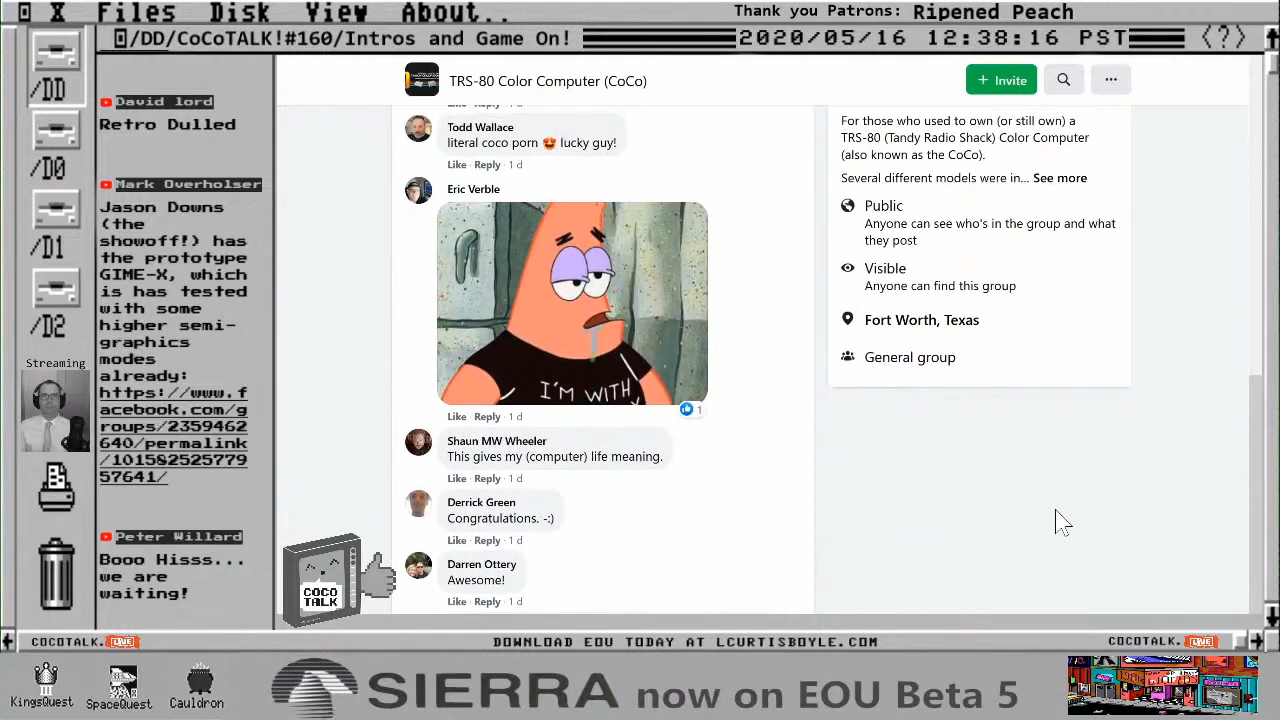 X Files Disk View About..
Thank you Patrons: Ripened Peach
/DD/CoCoTALK!#160/Intros and Game On!
2020/05/16 12:38:16 PST
(?)
/DD
/D0
/D1
/D2
Streaming
David lord
Retro Dulled
Mark Overholser
Jason Downs
(the
showoff!) has
the prototype
GIME-X, which
is has tested
with some
higher semi-
graphics
modes
already:
https://www.f
acebook.com/g
roups/2359462
640/permalink
/101582525779
57641/
Peter Willard
Booo Hisss...
we are
waiting!
TRS-80 Color Computer (CoCo)
+ Invite
Like · Reply · 1 d
Todd Wallace
literal coco porn 😍 lucky guy!
Like · Reply · 1 d
Eric Verble
I'M WITH
1
Like · Reply · 1 d
Shaun MW Wheeler
This gives my (computer) life meaning.
Like · Reply · 1 d
Derrick Green
Congratulations. -:)
Like · Reply · 1 d
Darren Ottery
Awesome!
Like · Reply · 1 d
For those who used to own (or still own) a
TRS-80 (Tandy Radio Shack) Color Computer
(also known as the CoCo).
Several different models were in... See more
Public
Anyone can see who's in the group and what
they post
Visible
Anyone can find this group
Fort Worth, Texas
General group
COCO
TALK
COCOTALK.LIVE
DOWNLOAD EOU TODAY AT LCURTISBOYLE.COM
COCOTALK.LIVE
KingsQuest
SpaceQuest
Cauldron
SIERRA now on EOU Beta 5